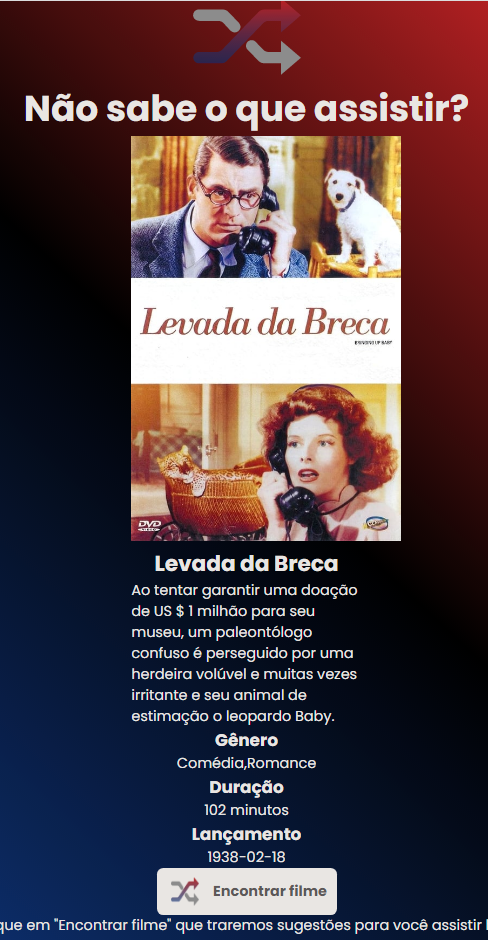 Não sabe o que assistir?
Levada da Breca
BRINGING UP BABY
DVD
Levada da Breca
Ao tentar garantir uma doação
de US $ 1 milhão para seu
museu, um paleontólogo
confuso é perseguido por uma
herdeira volúvel e muitas vezes
irritante e seu animal de
estimação o leopardo Baby.
Gênero
Comédia,Romance
Duração
102 minutos
Lançamento
1938-02-18
Encontrar filme
que em "Encontrar filme" que traremos sugestões para você assistir